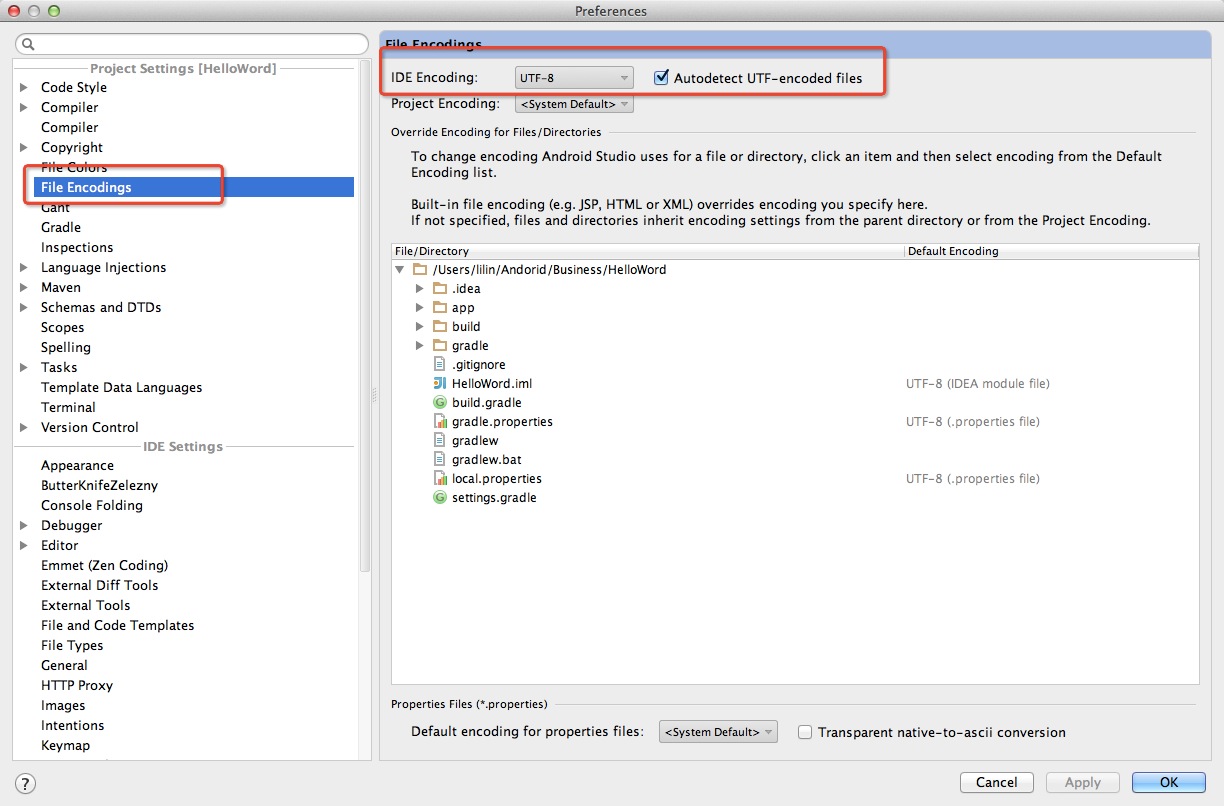 Preferences
Project Settings [HelloWord]
Code Style
Compiler
Compiler
Copyright
File Colors
File Encodings
Gant
Gradle
Inspections
Language Injections
Maven
Schemas and DTDs
Scopes
Spelling
Tasks
Template Data Languages
Terminal
Version Control
IDE Settings
Appearance
ButterKnifeZelezny
Console Folding
Debugger
Editor
Emmet (Zen Coding)
External Diff Tools
External Tools
File and Code Templates
File Types
General
HTTP Proxy
Images
Intentions
Keymap
File Encodings
IDE Encoding: UTF-8 Autodetect UTF-encoded files
Project Encoding: <System Default>
Override Encoding for Files/Directories
To change encoding Android Studio uses for a file or directory, click an item and then select encoding from the Default
Encoding list.
Built-in file encoding (e.g. JSP, HTML or XML) overrides encoding you specify here.
If not specified, files and directories inherit encoding settings from the parent directory or from the Project Encoding.
File/Directory Default Encoding
/Users/lilin/Andorid/Business/HelloWord
.idea
app
build
gradle
.gitignore
HelloWord.iml UTF-8 (IDEA module file)
build.gradle
gradle.properties UTF-8 (.properties file)
gradlew
gradlew.bat
local.properties UTF-8 (.properties file)
settings.gradle
Properties Files (*.properties)
Default encoding for properties files: <System Default> Transparent native-to-ascii conversion
? Cancel Apply OK